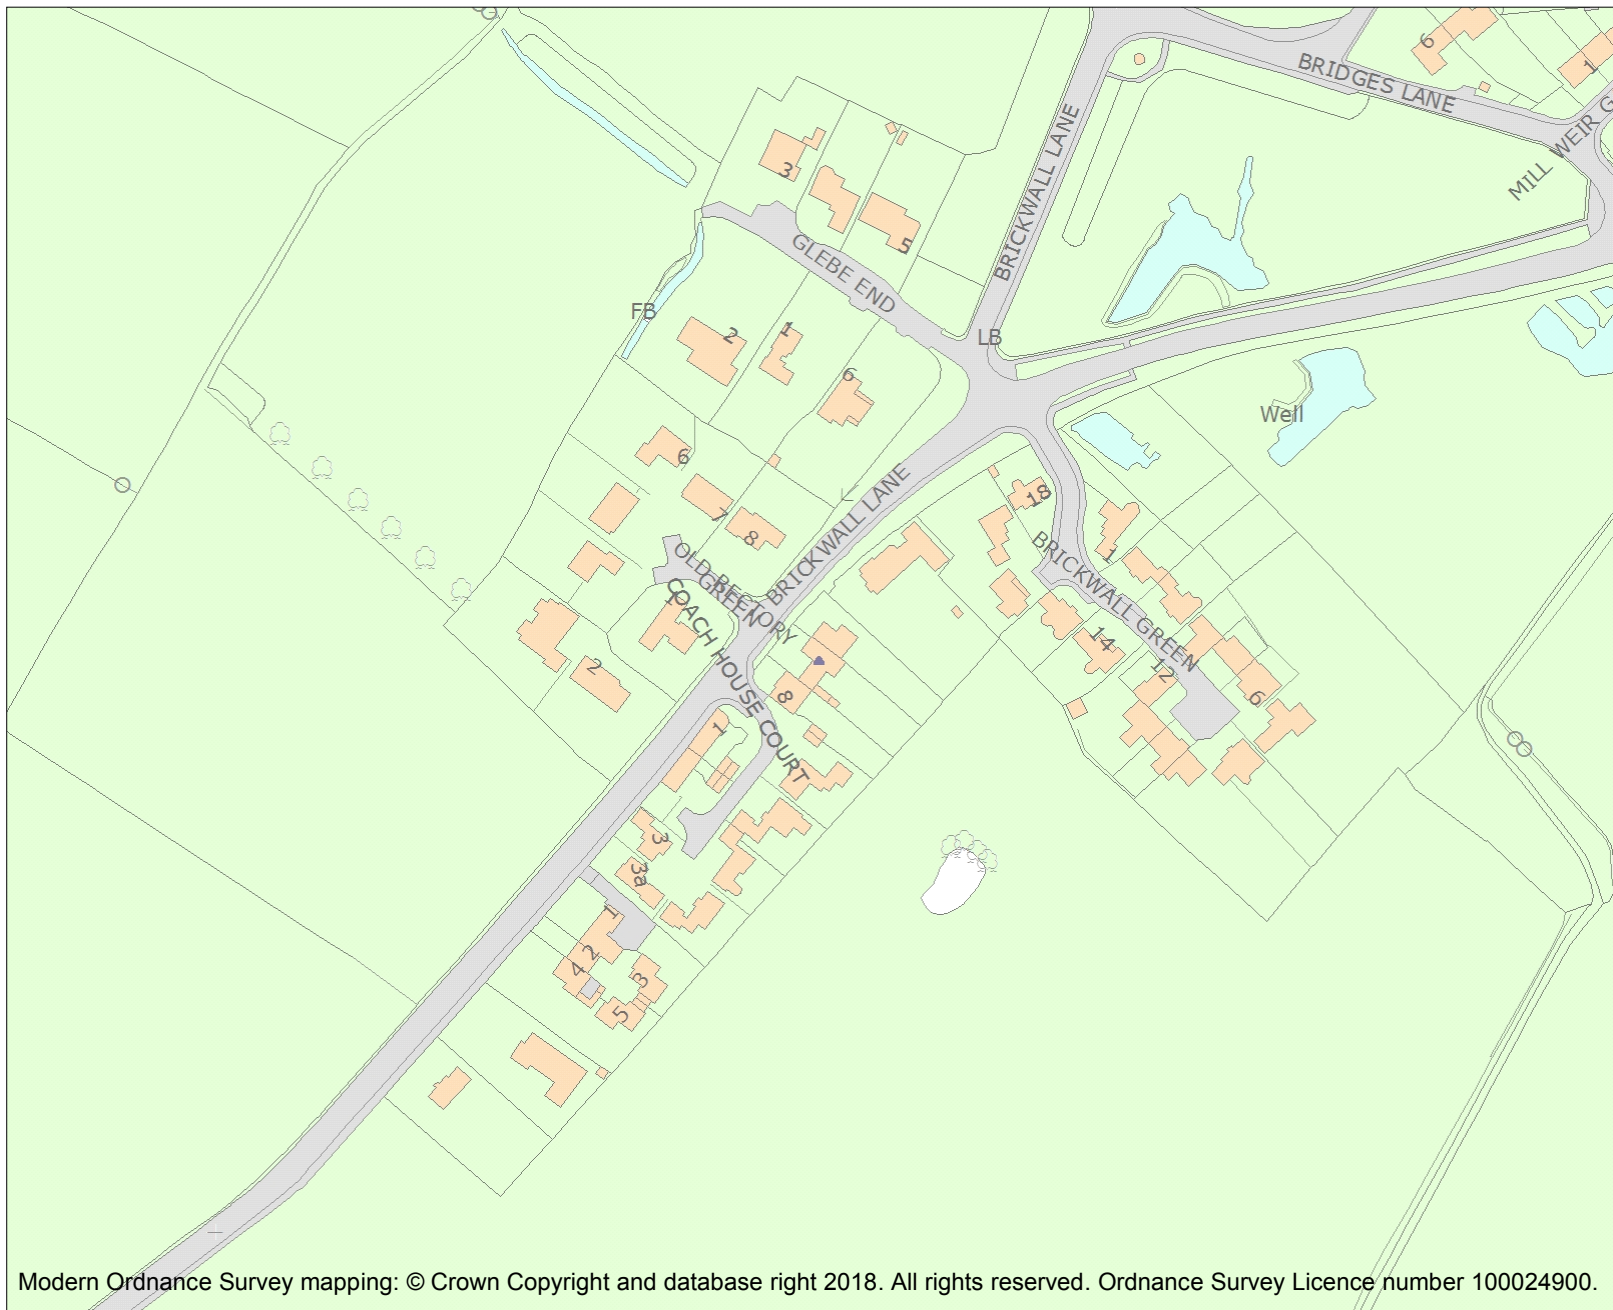 6
1
BRIDGES LANE
MILL WEIR G
BRICKWALL LANE
3
5
GLEBE END
FB
LB
2
1
6
Well
6
7
8
BRICKWALL LANE
18
1
BRICKWALL GREEN
14
12
6
OLD RECTORY
GREEN
1
2
COACH HOUSE COURT
8
1
3
3a
1
2
4
3
5
Modern Ordnance Survey mapping: © Crown Copyright and database right 2018. All rights reserved. Ordnance Survey Licence number 100024900.